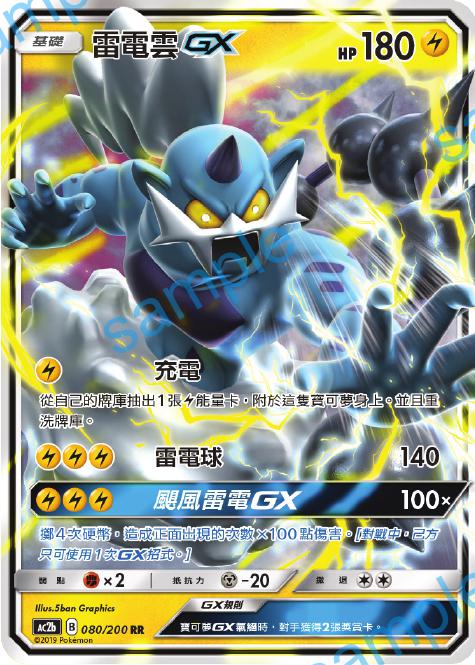 基礎 雷電雲GX HP 180
sample
充電
從自己的牌庫抽出1張能量卡，附於這隻寶可夢身上。並且重
洗牌庫。
雷電球 140
颶風雷電GX 100×
擲4次硬幣，造成正面出現的次數×100點傷害。[對戰中，己方
只可使用1次GX招式。]
弱點 ×2 抵抗力 -20 撤退
Illus.5ban Graphics GX規則
AC2b B 080/200 RR 寶可夢GX氣絕時，對手獲得2張獎賞卡。
©2019 Pokémon